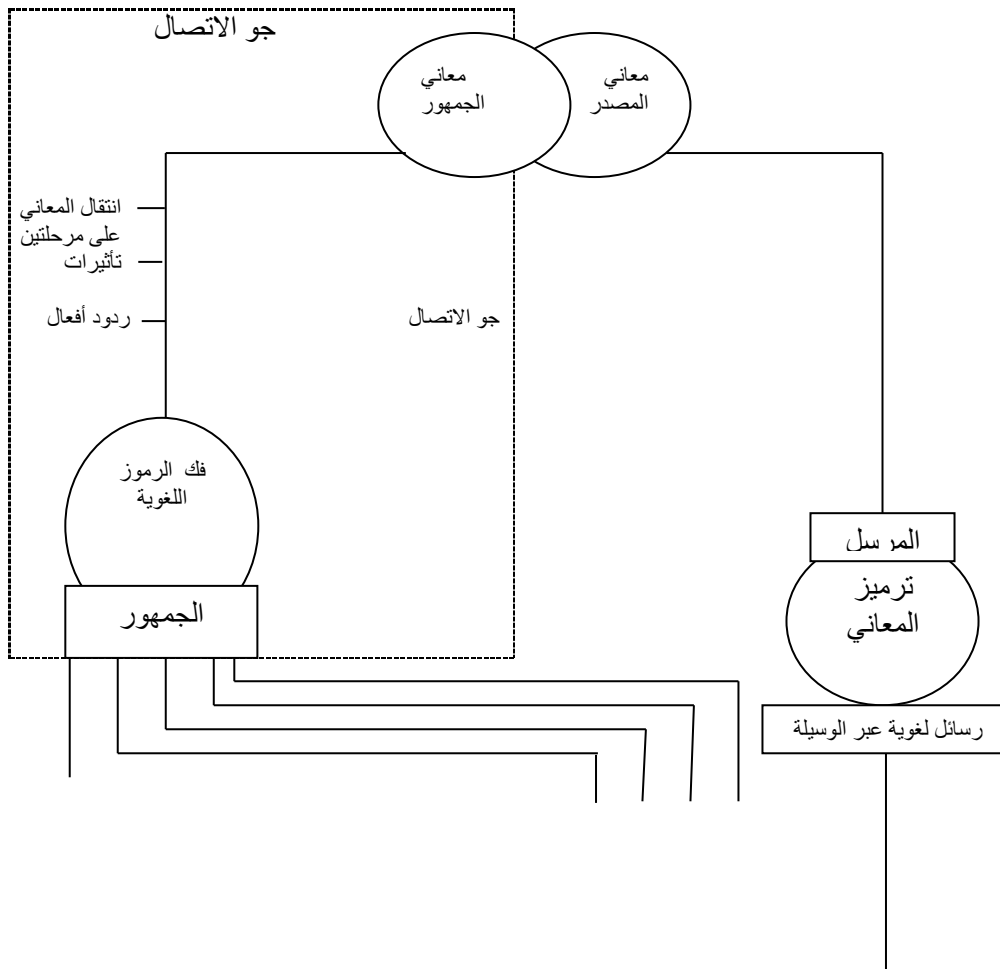 جو الاتصال
معاني
المصدر
معاني
الجمهور
انتقال المعاني
على مرحلتين
تأثيرات
ردود أفعال
جو الاتصال
فك الرموز
اللغوية
الجمهور
المرسل
ترميز
المعاني
رسائل لغوية عبر الوسيلة